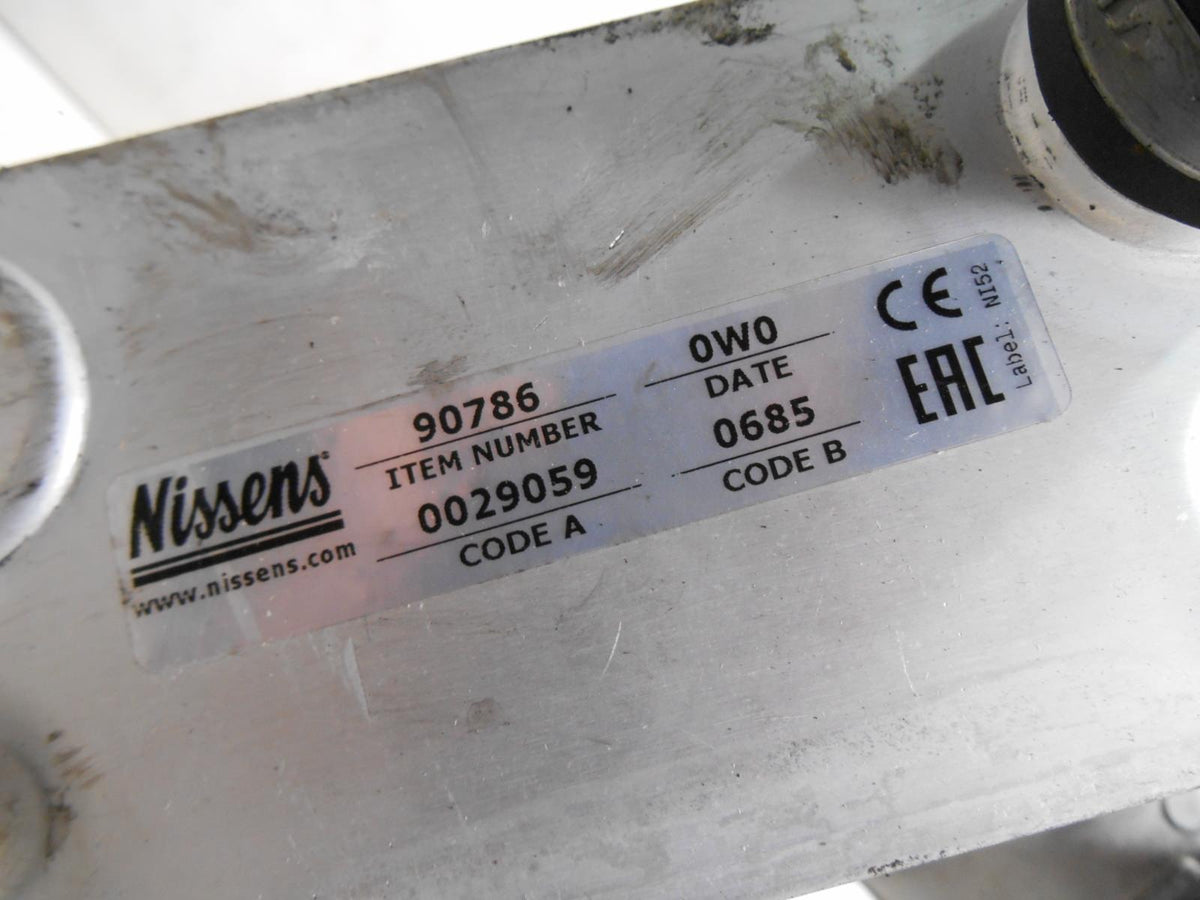 Nissens
www.nissens.com
90786
ITEM NUMBER
0029059
CODE A
0W0
DATE
0685
CODE B
CE
EAC
Label: NI52